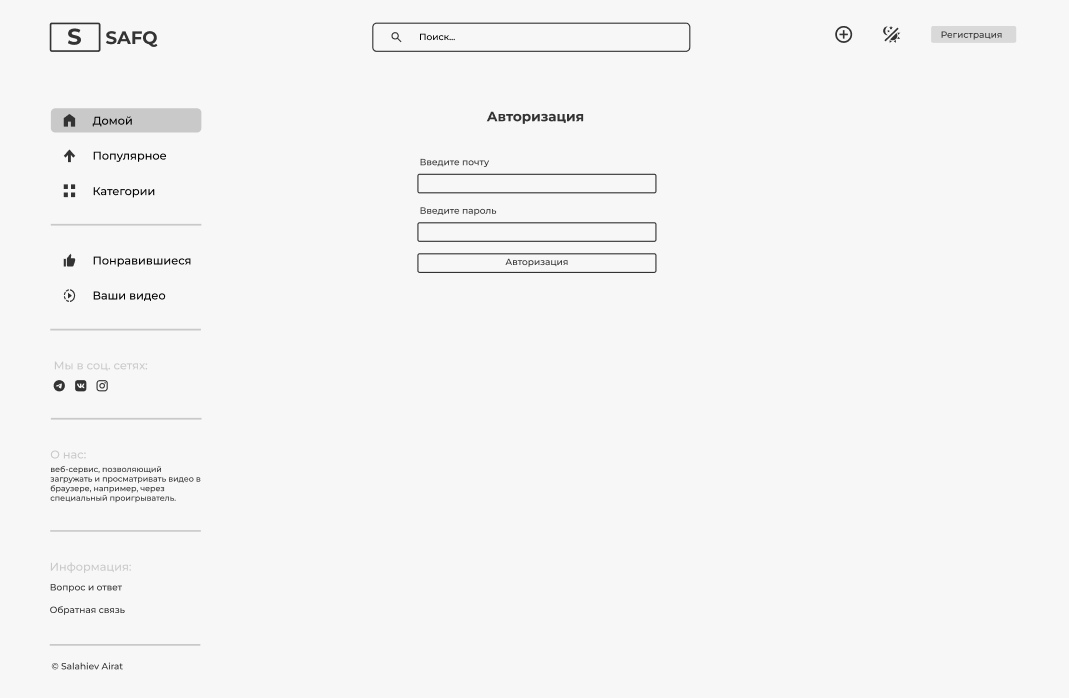 S SAFQ
Поиск...
Регистрация
Домой
Популярное
Категории
Понравившиеся
Ваши видео
Мы в соц. сетях:
О нас:
веб-сервис, позволяющий
загружать и просматривать видео в
браузере, например, через
специальный проигрыватель.
Информация:
Вопрос и ответ
Обратная связь
© Salahiev Airat
Авторизация
Введите почту
Введите пароль
Авторизация